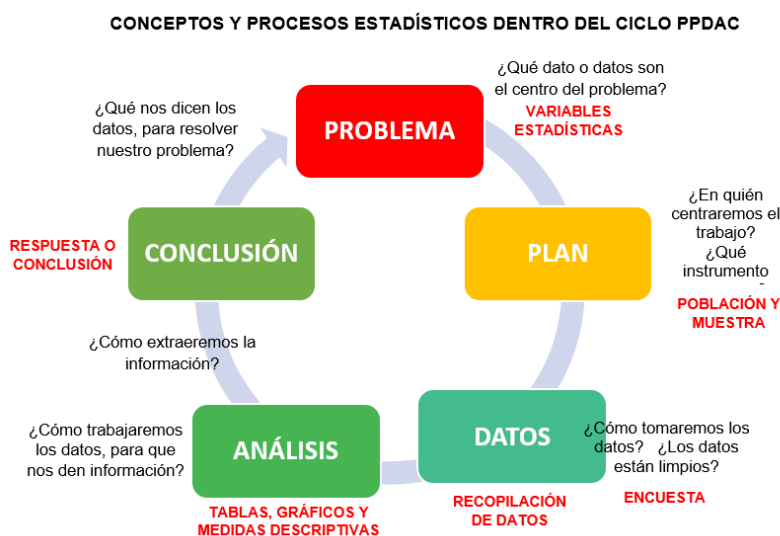 CONCEPTOS Y PROCESOS ESTADÍSTICOS DENTRO DEL CICLO PPDAC
PROBLEMA
¿Qué dato o datos son
el centro del problema?
VARIABLES
ESTADÍSTICAS
PLAN
¿En quién
centraremos el
trabajo?
¿Qué
instrumento
POBLACIÓN Y
MUESTRA
DATOS
¿Cómo tomaremos los
datos? ¿Los datos
están limpios?
ENCUESTA
RECOPILACIÓN
DE DATOS
ANÁLISIS
¿Cómo trabajaremos
los datos, para que
nos den información?
TABLAS, GRÁFICOS Y
MEDIDAS DESCRIPTIVAS
¿Cómo extraeremos la
información?
CONCLUSIÓN
RESPUESTA O
CONCLUSIÓN
¿Qué nos dicen los
datos, para resolver
nuestro problema?